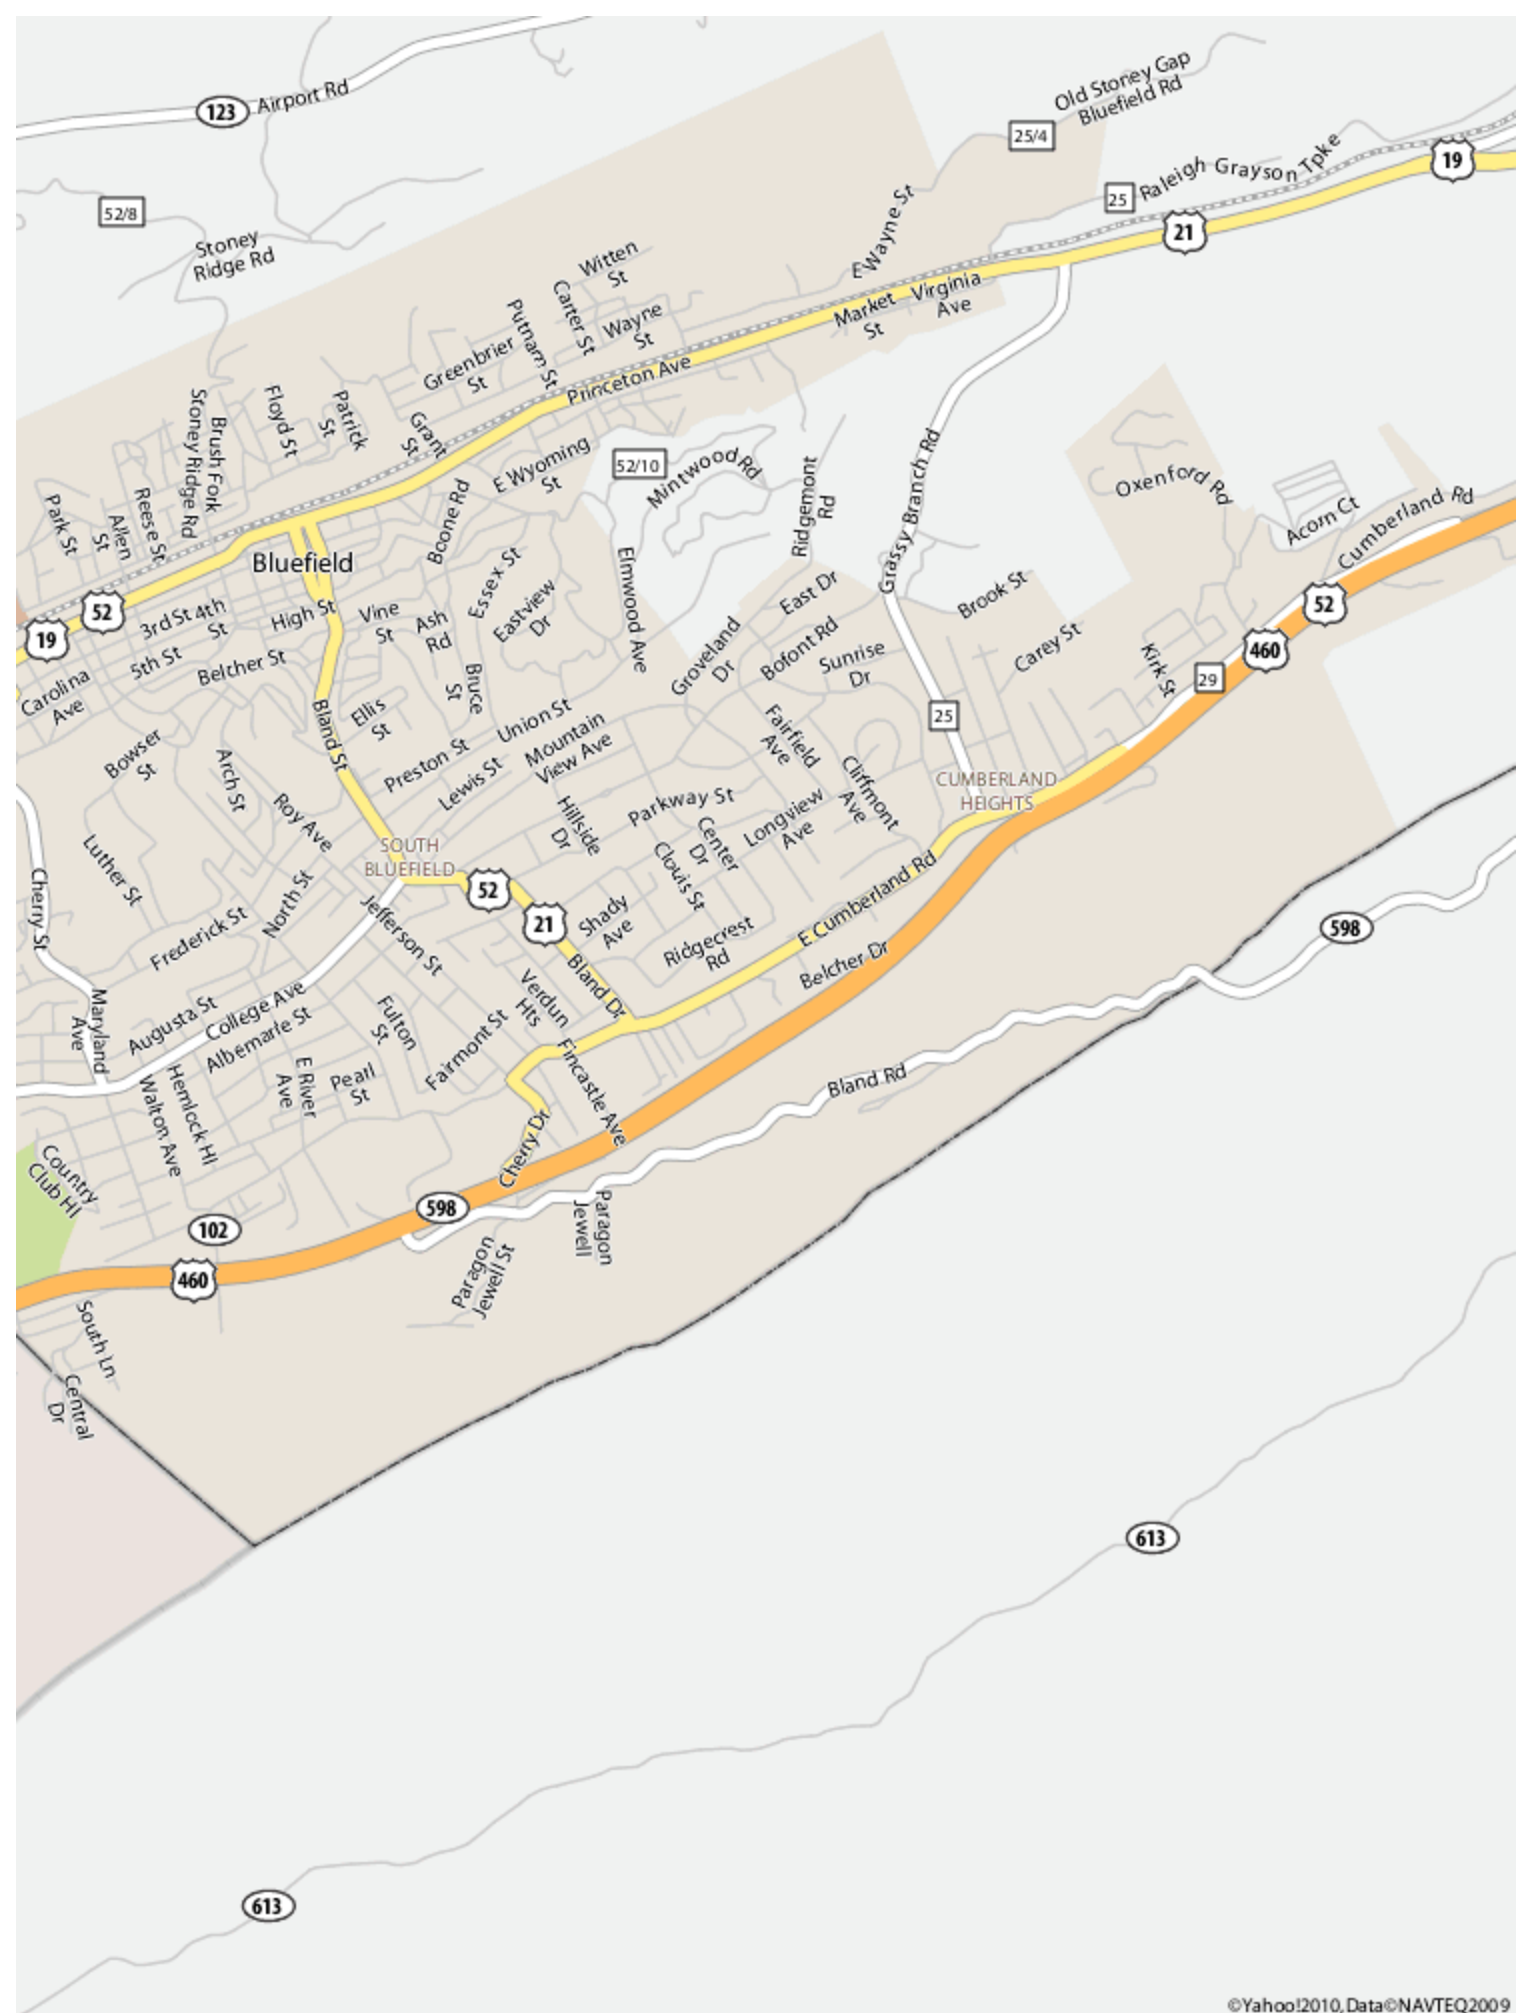 Old Stoney Gap
Bluefield Rd
123
Airport Rd
25/4
19
Raleigh Grayson Tpke
25
52/8
21
Stoney
Ridge Rd
E Wayne St
Witten
St
Carter St
Putnam St
Wayne
St
Market
St
Virginia
Ave
Greenbrier
St
Princeton Ave
Floyd St
Patrick
St
Grant
St
Brush Fork
Stoney Ridge Rd
E Wyoming
St
52/10
Mintwood Rd
Ridgemont
Rd
Grassy Branch Rd
Oxenford Rd
Acorn Ct
Cumberland Rd
Park St
Allen
St
Reese St
Boone Rd
Bluefield
Essex St
Eastview
Dr
Elmwood Ave
East Dr
Brook St
52
52
19
3rd St
4th
St
High St
Vine
St
Ash
Rd
Groveland
Dr
Bofont Rd
Sunrise
Dr
Carey St
Kirk St
460
29
5th St
Belcher St
Carolina
Ave
Bruce
St
25
Ellis
St
Bland St
Union St
Mountain
View Ave
Fairfield
Ave
Bowser
St
Arch St
Preston St
Lewis St
Cliffmont
Ave
CUMBERLAND
HEIGHTS
Roy Ave
Hillside
Dr
Parkway St
Center
Dr
Longview
Ave
Luther St
SOUTH
BLUEFIELD
Clouis St
Cherry St
52
North St
Jefferson St
21
Shady
Ave
E Cumberland Rd
598
Frederick St
Ridgecrest
Rd
Belcher Dr
Bland Dr
Verdun
Hts
Maryland
Ave
Augusta St
College Ave
Albemarle St
Fulton
St
Fairmont St
Fincastle Ave
Bland Rd
E River
Ave
Pearl
St
Hemlock Hl
Walton Ave
Cherry Dr
Country
Club Hl
598
102
Paragon
Jewell
460
Paragon
Jewell St
South Ln
Central
Dr
613
613
©Yahoo!2010, Data©NAVTEQ2009